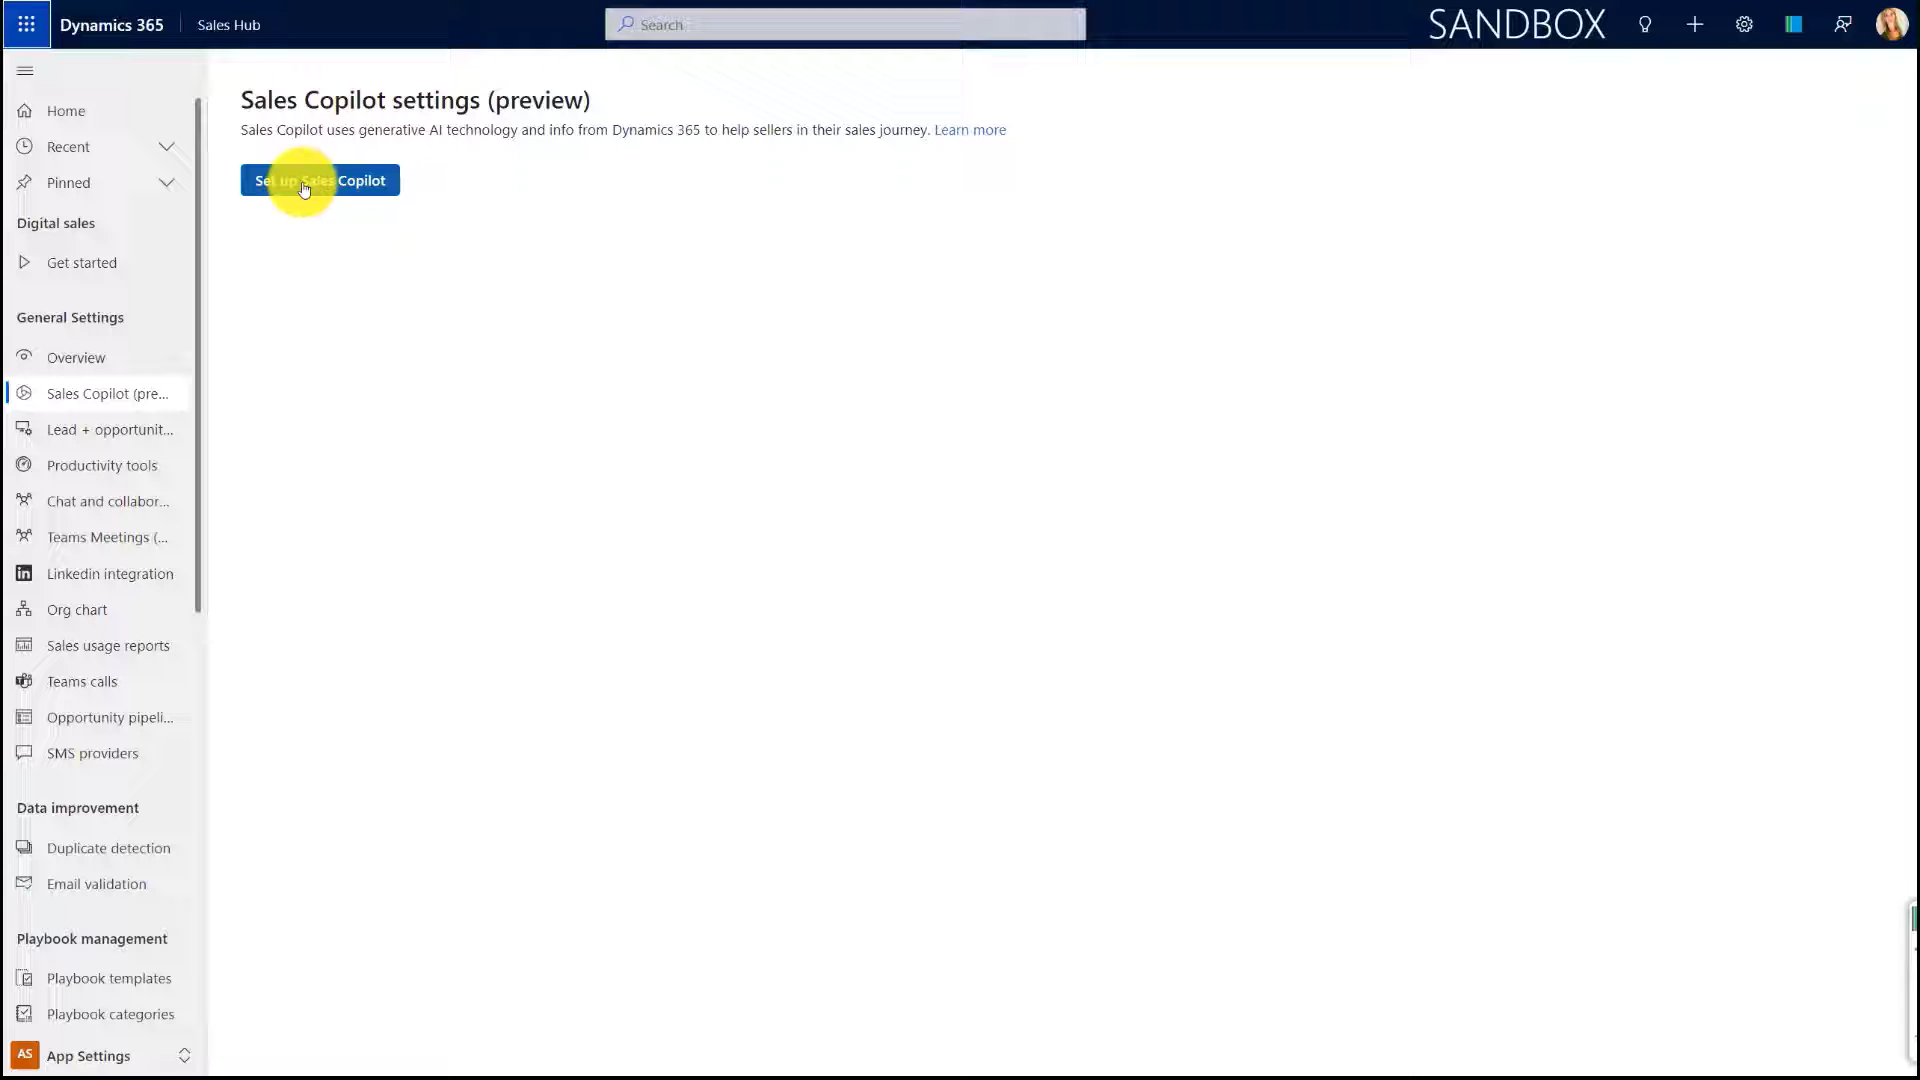 Dynamics 365
Sales Hub
Search
SANDBOX
Home
Recent
Pinned
Digital sales
Get started
General Settings
Overview
Sales Copilot (pre...
Lead + opportunit...
Productivity tools
Chat and collabor...
Teams Meetings (...
Linkedin integration
Org chart
Sales usage reports
Teams calls
Opportunity pipeli...
SMS providers
Data improvement
Duplicate detection
Email validation
Playbook management
Playbook templates
Playbook categories
AS App Settings
Sales Copilot settings (preview)
Sales Copilot uses generative AI technology and info from Dynamics 365 to help sellers in their sales journey. Learn more
Set up Sales Copilot